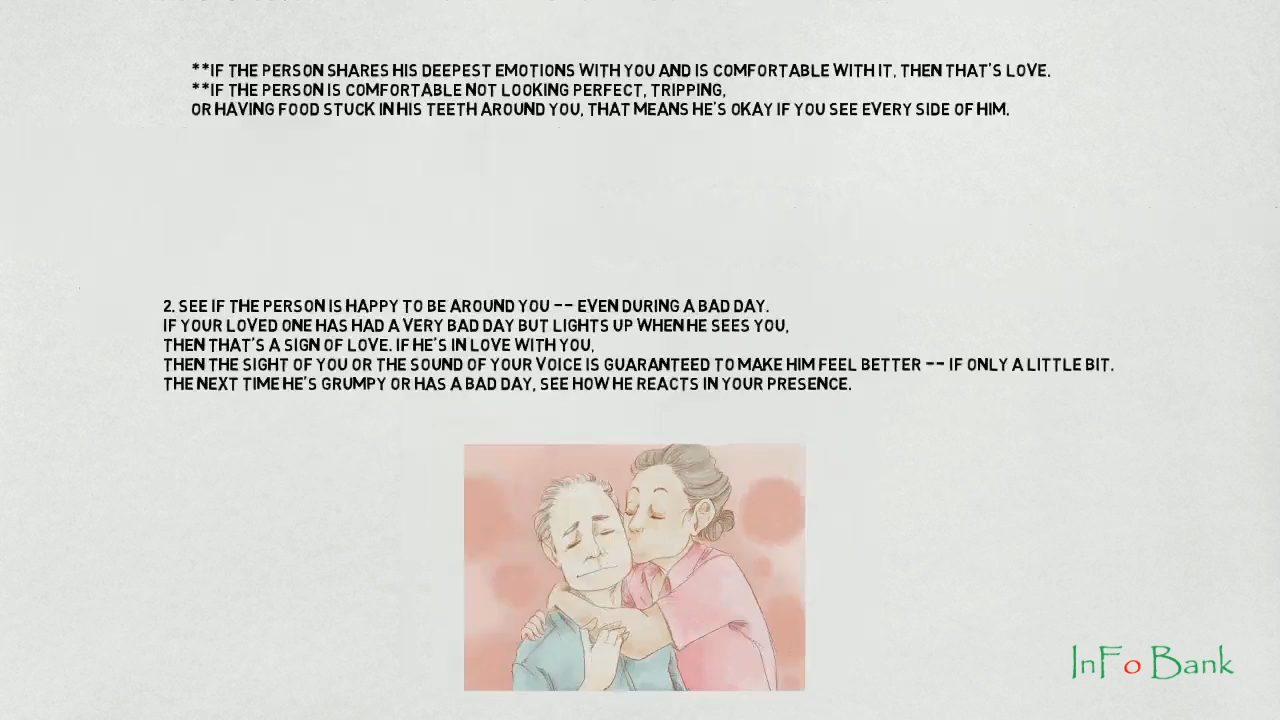 **IF THE PERSON SHARES HIS DEEPEST EMOTIONS WITH YOU AND IS COMFORTABLE WITH IT, THEN THAT'S LOVE.
**IF THE PERSON IS COMFORTABLE NOT LOOKING PERFECT, TRIPPING,
OR HAVING FOOD STUCK IN HIS TEETH AROUND YOU, THAT MEANS HE'S OKAY IF YOU SEE EVERY SIDE OF HIM.
2. SEE IF THE PERSON IS HAPPY TO BE AROUND YOU -- EVEN DURING A BAD DAY.
IF YOUR LOVED ONE HAS HAD A VERY BAD DAY BUT LIGHTS UP WHEN HE SEES YOU,
THEN THAT'S A SIGN OF LOVE. IF HE'S IN LOVE WITH YOU,
THEN THE SIGHT OF YOU OR THE SOUND OF YOUR VOICE IS GUARANTEED TO MAKE HIM FEEL BETTER -- IF ONLY A LITTLE BIT.
THE NEXT TIME HE'S GRUMPY OR HAS A BAD DAY, SEE HOW HE REACTS IN YOUR PRESENCE.
InFo Bank